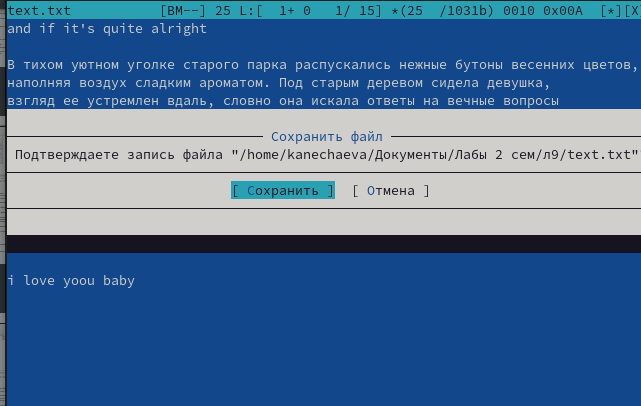 text.txt [BM--] 25 L:[ 1+ 0 1/ 15] *(25 /1031b) 0010 0x00A [*][X
and if it's quite alright
В тихом уютном уголке старого парка распускались нежные бутоны весенних цветов,
наполняя воздух сладким ароматом. Под старым деревом сидела девушка,
взгляд ее устремлен вдаль, словно она искала ответы на вечные вопросы
Сохранить файл
Подтверждаете запись файла "/home/kanechaeva/Документы/Лабы 2 сем/л9/text.txt"
[ Сохранить ] [ Отмена ]
i love yoou baby